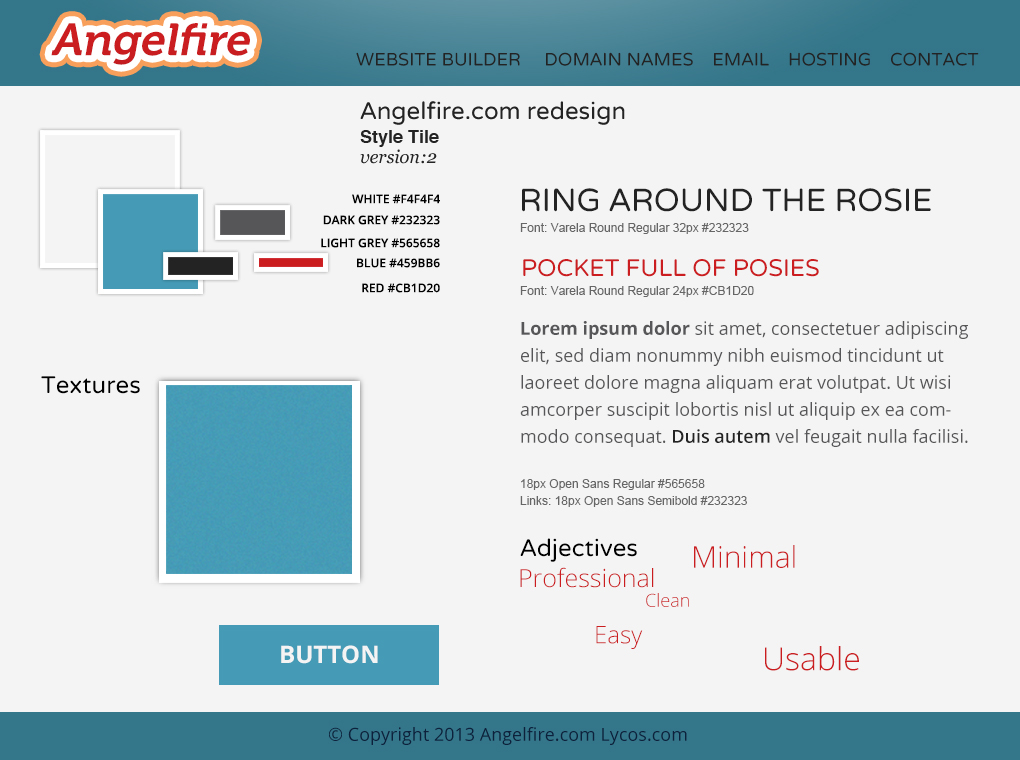 Angelfire
WEBSITE BUILDER DOMAIN NAMES EMAIL HOSTING CONTACT
Angelfire.com redesign
Style Tile
version:2
WHITE #F4F4F4
DARK GREY #232323
LIGHT GREY #565658
BLUE #459BB6
RED #CB1D20
Textures
BUTTON
RING AROUND THE ROSIE
Font: Varela Round Regular 32px #232323
POCKET FULL OF POSIES
Font: Varela Round Regular 24px #CB1D20
Lorem ipsum dolor sit amet, consectetuer adipiscing
elit, sed diam nonummy nibh euismod tincidunt ut
laoreet dolore magna aliquam erat volutpat. Ut wisi
amcorper suscipit lobortis nisl ut aliquip ex ea com-
modo consequat. Duis autem vel feugait nulla facilisi.
18px Open Sans Regular #565658
Links: 18px Open Sans Semibold #232323
Adjectives
Minimal
Professional
Clean
Easy
Usable
© Copyright 2013 Angelfire.com Lycos.com